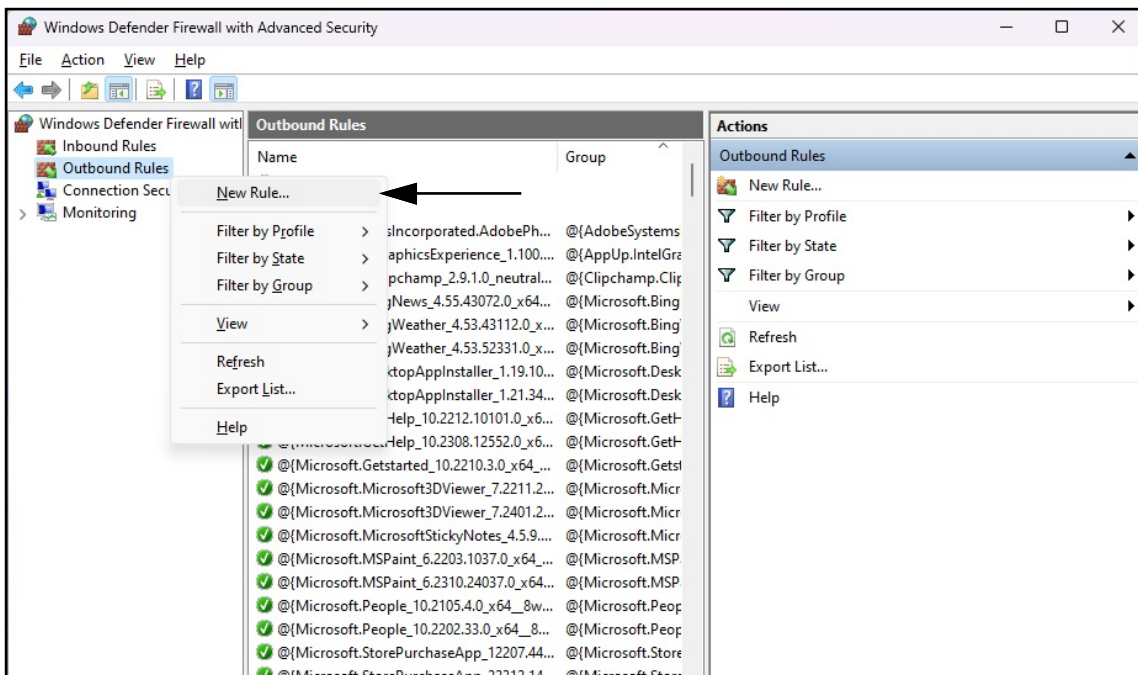 Windows Defender Firewall with Advanced Security
File Action View Help
Windows Defender Firewall with
Inbound Rules
Outbound Rules
Connection Secu
Monitoring
New Rule...
Filter by Profile
Filter by State
Filter by Group
View
Refresh
Export List...
Help
Outbound Rules
Name Group
sIncorporated.AdobePh... @{AdobeSystems
aphicsExperience_1.100.... @{AppUp.IntelGra
pchamp_2.9.1.0_neutral... @{Clipchamp.Clip
gNews_4.55.43072.0_x64... @{Microsoft.Bing
gWeather_4.53.43112.0_x... @{Microsoft.Bing
gWeather_4.53.52331.0_x... @{Microsoft.Bing
ktopAppInstaller_1.19.10... @{Microsoft.Desk
ktopAppInstaller_1.21.34... @{Microsoft.Desk
Help_10.2212.10101.0_x6... @{Microsoft.GetH
Help_10.2308.12552.0_x6... @{Microsoft.GetH
@{Microsoft.Getstarted_10.2210.3.0_x64_... @{Microsoft.Getst
@{Microsoft.Microsoft3DViewer_7.2211.2... @{Microsoft.Micr
@{Microsoft.Microsoft3DViewer_7.2401.2... @{Microsoft.Micr
@{Microsoft.MicrosoftStickyNotes_4.5.9.... @{Microsoft.Micr
@{Microsoft.MSPaint_6.2203.1037.0_x64_... @{Microsoft.MSP
@{Microsoft.MSPaint_6.2310.24037.0_x64... @{Microsoft.MSP
@{Microsoft.People_10.2105.4.0_x64__8w... @{Microsoft.Peop
@{Microsoft.People_10.2202.33.0_x64__8... @{Microsoft.Peop
@{Microsoft.StorePurchaseApp_12207.44... @{Microsoft.Store
Actions
Outbound Rules
New Rule...
Filter by Profile
Filter by State
Filter by Group
View
Refresh
Export List...
Help